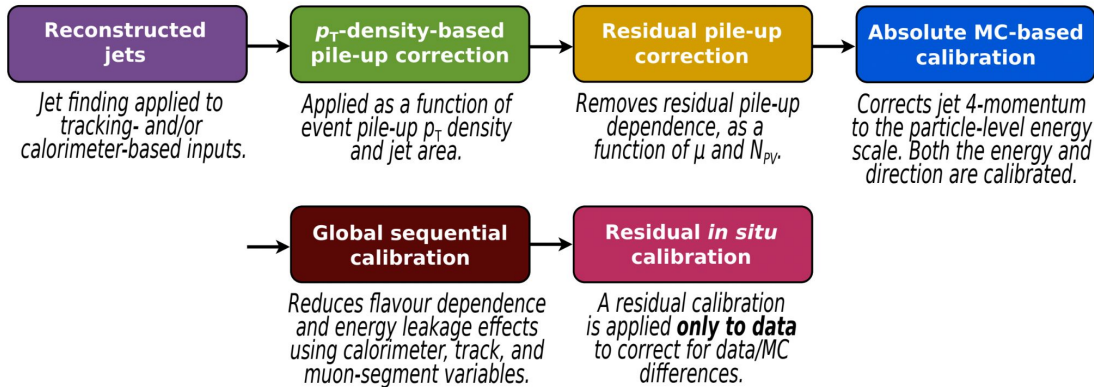 Reconstructed
jets
Jet finding applied to
tracking- and/or
calorimeter-based inputs.
p_T-density-based
pile-up correction
Applied as a function of
event pile-up p_T density
and jet area.
Residual pile-up
correction
Removes residual pile-up
dependence, as a
function of μ and N_PV.
Absolute MC-based
calibration
Corrects jet 4-momentum
to the particle-level energy
scale. Both the energy and
direction are calibrated.
Global sequential
calibration
Reduces flavour dependence
and energy leakage effects
using calorimeter, track, and
muon-segment variables.
Residual in situ
calibration
A residual calibration
is applied only to data
to correct for data/MC
differences.